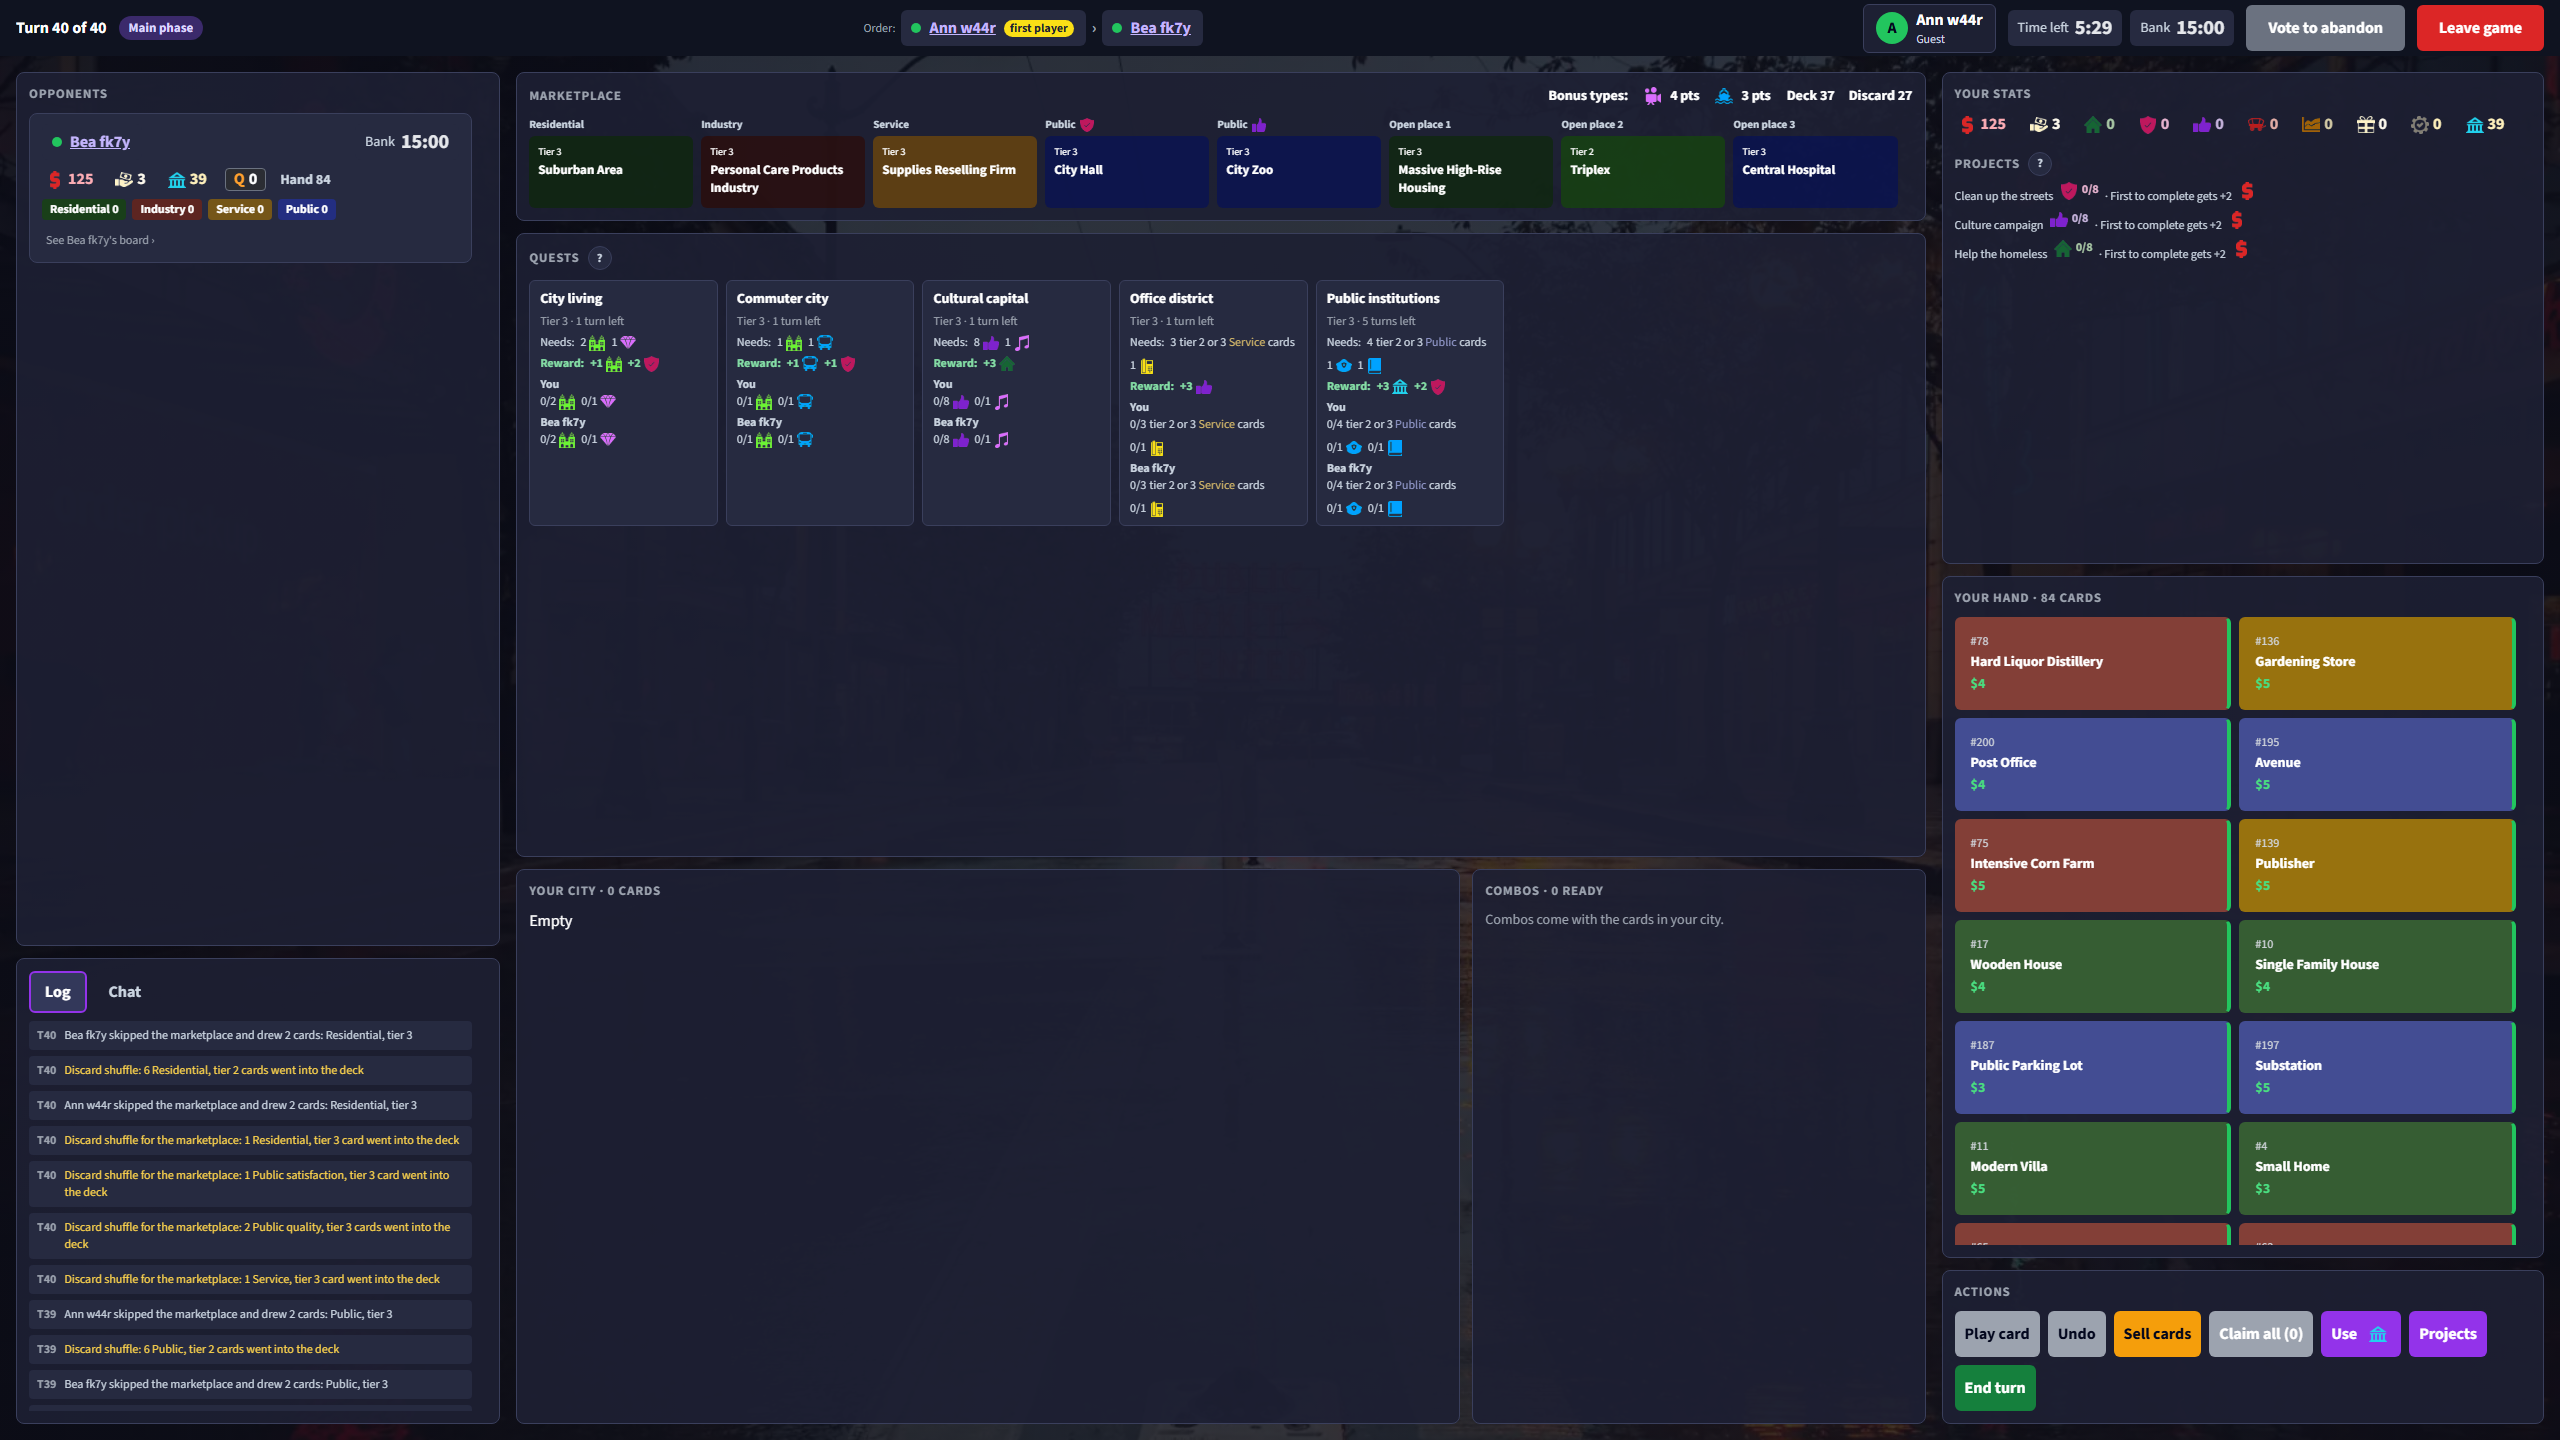 Turn 40 of 40 Main phase
Order: Ann w44r first player › Bea fk7y
A Ann w44r
Guest
Time left 5:29 Bank 15:00 Vote to abandon Leave game
OPPONENTS
Bea fk7y Bank 15:00
125 3 39 Q 0 Hand 84
Residential 0 Industry 0 Service 0 Public 0
See Bea fk7y's board ›
MARKETPLACE
Bonus types: 4 pts 3 pts Deck 37 Discard 27
Residential
Tier 3
Suburban Area
Industry
Tier 3
Personal Care Products
Industry
Service
Tier 3
Supplies Reselling Firm
Public
Tier 3
City Hall
Public
Tier 3
City Zoo
Open place 1
Tier 3
Massive High-Rise
Housing
Open place 2
Tier 2
Triplex
Open place 3
Tier 3
Central Hospital
QUESTS ?
City living
Tier 3 · 1 turn left
Needs: 2 1
Reward: +1 +2
You
0/2 0/1
Bea fk7y
0/2 0/1
Commuter city
Tier 3 · 1 turn left
Needs: 1 1
Reward: +1 +1
You
0/1 0/1
Bea fk7y
0/1 0/1
Cultural capital
Tier 3 · 1 turn left
Needs: 8 1
Reward: +3
You
0/8 0/1
Bea fk7y
0/8 0/1
Office district
Tier 3 · 1 turn left
Needs: 3 tier 2 or 3 Service cards
1
Reward: +3
You
0/3 tier 2 or 3 Service cards
0/1
Bea fk7y
0/3 tier 2 or 3 Service cards
0/1
Public institutions
Tier 3 · 5 turns left
Needs: 4 tier 2 or 3 Public cards
1 1
Reward: +3 +2
You
0/4 tier 2 or 3 Public cards
0/1 0/1
Bea fk7y
0/4 tier 2 or 3 Public cards
0/1 0/1
YOUR STATS
$ 125 3 0 0 0 0 0 0 0 39
PROJECTS ?
Clean up the streets 0/8 · First to complete gets +2 $
Culture campaign 0/8 · First to complete gets +2 $
Help the homeless 0/8 · First to complete gets +2 $
YOUR HAND · 84 CARDS
#78
Hard Liquor Distillery
$4
#136
Gardening Store
$5
#200
Post Office
$4
#195
Avenue
$5
#75
Intensive Corn Farm
$5
#139
Publisher
$5
#17
Wooden House
$4
#10
Single Family House
$4
#187
Public Parking Lot
$3
#197
Substation
$5
#11
Modern Villa
$5
#4
Small Home
$3
YOUR CITY · 0 CARDS
Empty
COMBOS · 0 READY
Combos come with the cards in your city.
Log Chat
T40 Bea fk7y skipped the marketplace and drew 2 cards: Residential, tier 3
T40 Discard shuffle: 6 Residential, tier 2 cards went into the deck
T40 Ann w44r skipped the marketplace and drew 2 cards: Residential, tier 3
T40 Discard shuffle for the marketplace: 1 Residential, tier 3 card went into the deck
T40 Discard shuffle for the marketplace: 1 Public satisfaction, tier 3 card went into
the deck
T40 Discard shuffle for the marketplace: 2 Public quality, tier 3 cards went into the
deck
T40 Discard shuffle for the marketplace: 1 Service, tier 3 card went into the deck
T39 Ann w44r skipped the marketplace and drew 2 cards: Public, tier 3
T39 Discard shuffle: 6 Public, tier 2 cards went into the deck
T39 Bea fk7y skipped the marketplace and drew 2 cards: Public, tier 3
ACTIONS
Play card Undo Sell cards Claim all (0) Use Projects
End turn